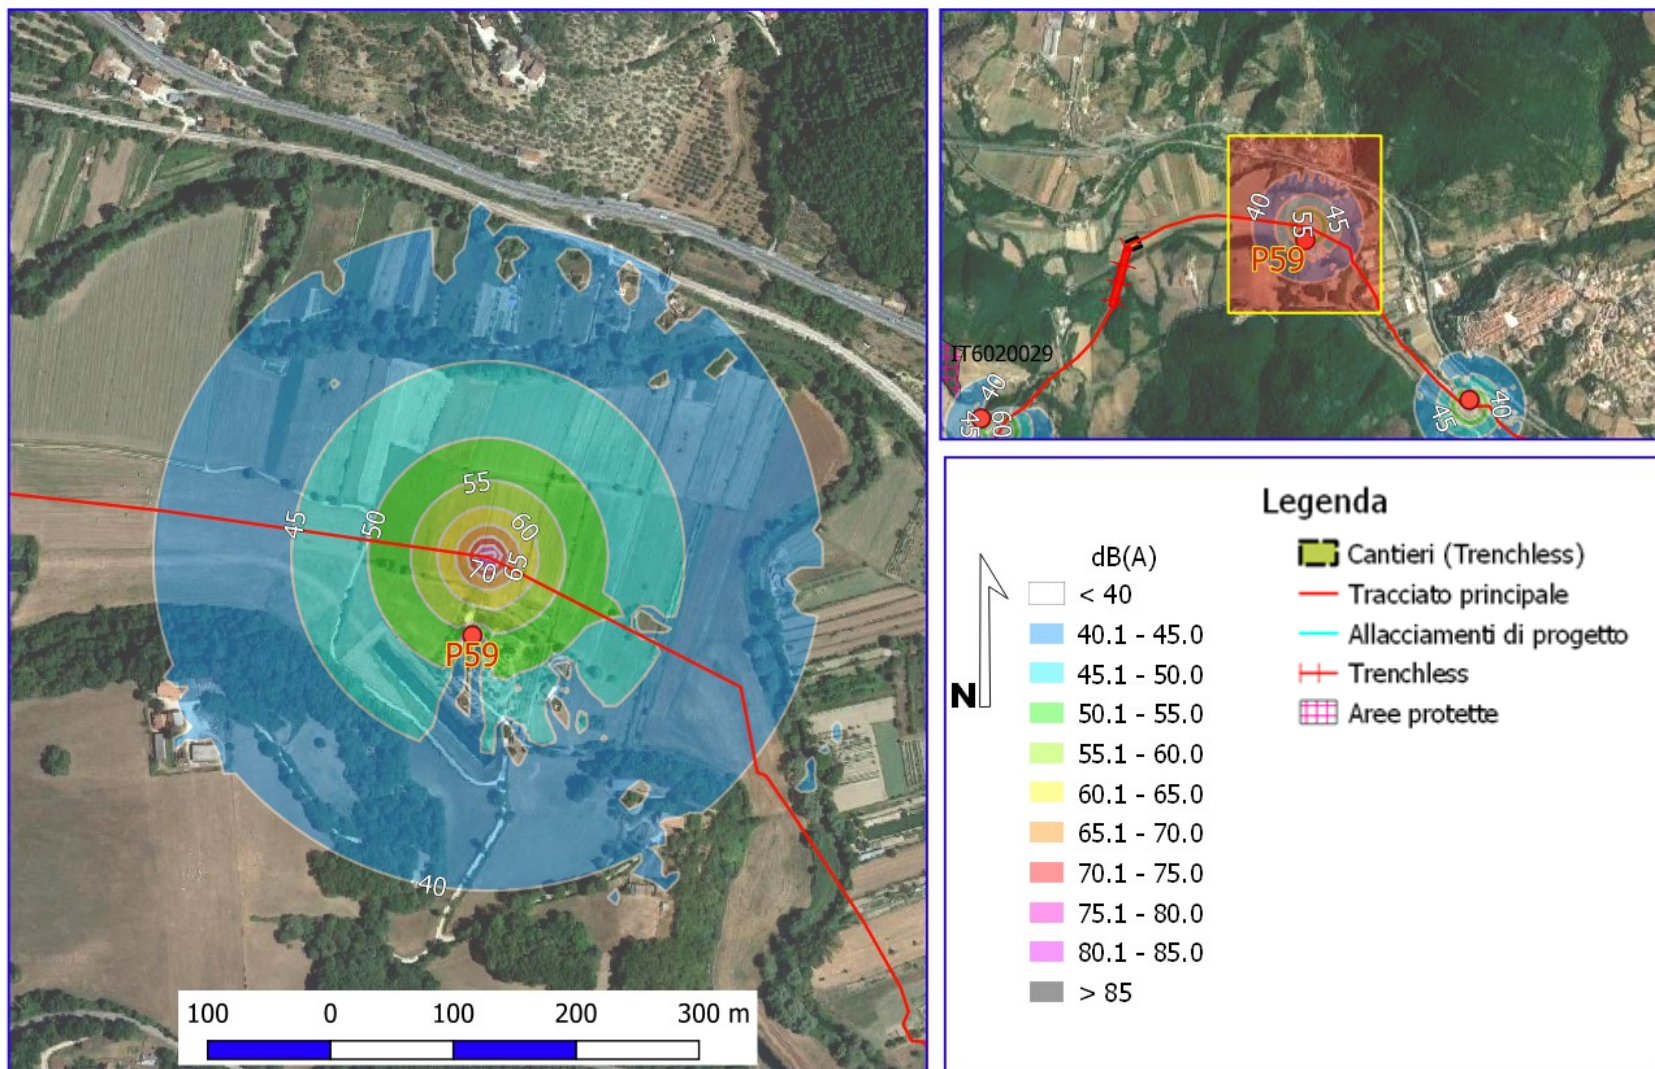 45
50
55
60
65
70
P59
40
100 0 100 200 300 m
40
45
55
P59
IT6020029
40
45
60
45
40
Legenda
dB(A)
< 40
40.1 - 45.0
45.1 - 50.0
50.1 - 55.0
55.1 - 60.0
60.1 - 65.0
65.1 - 70.0
70.1 - 75.0
75.1 - 80.0
80.1 - 85.0
> 85
N
Cantieri (Trenchless)
Tracciato principale
Allacciamenti di progetto
Trenchless
Aree protette